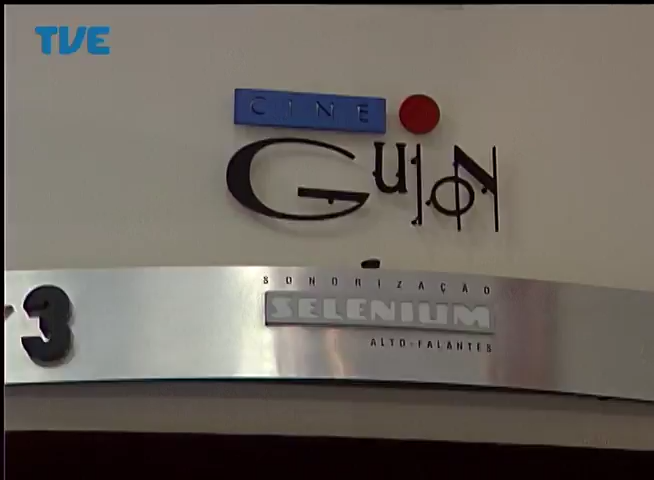 TVE
CINE
GUION
3
SONORIZAÇÃO
SELENIUM
ALTO-FALANTES